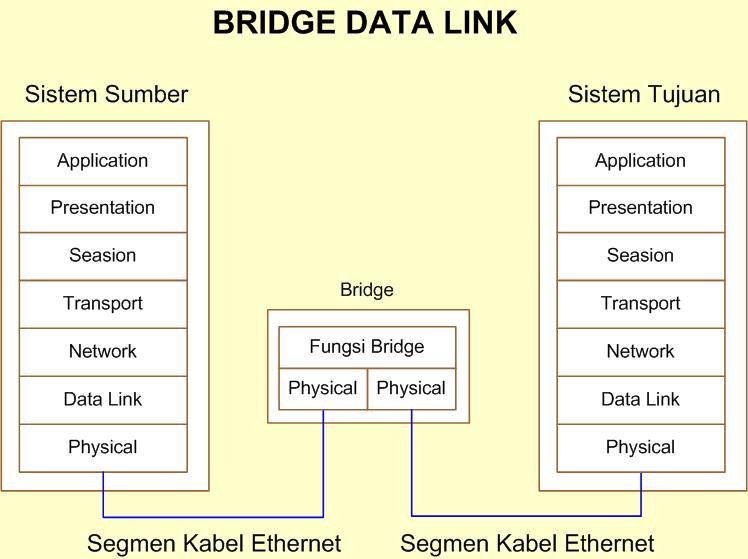 BRIDGE DATA LINK
Sistem Sumber
Application
Presentation
Seasion
Transport
Network
Data Link
Physical
Bridge
Fungsi Bridge
Physical
Physical
Sistem Tujuan
Application
Presentation
Seasion
Transport
Network
Data Link
Physical
Segmen Kabel Ethernet
Segmen Kabel Ethernet